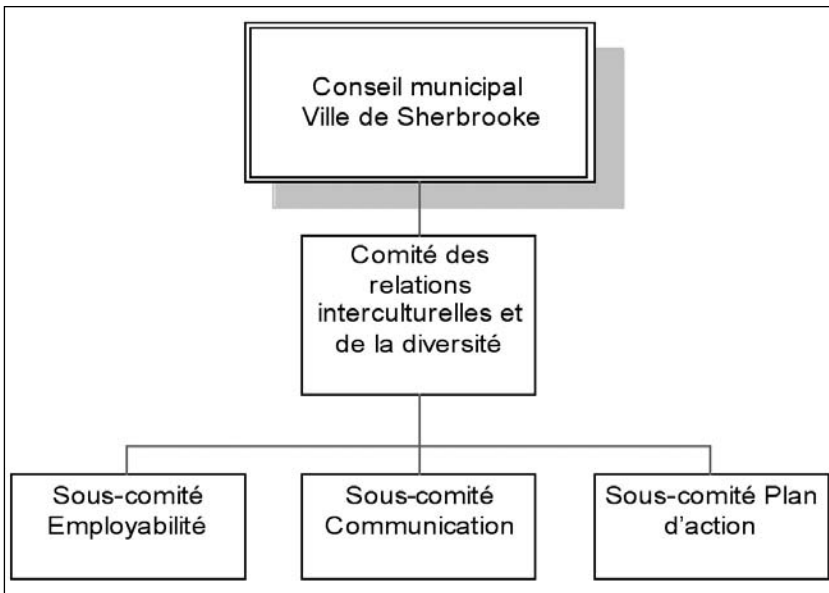 Conseil municipal
Ville de Sherbrooke
Comité des
relations
interculturelles et
de la diversité
Sous-comité
Employabilité
Sous-comité
Communication
Sous-comité Plan
d'action